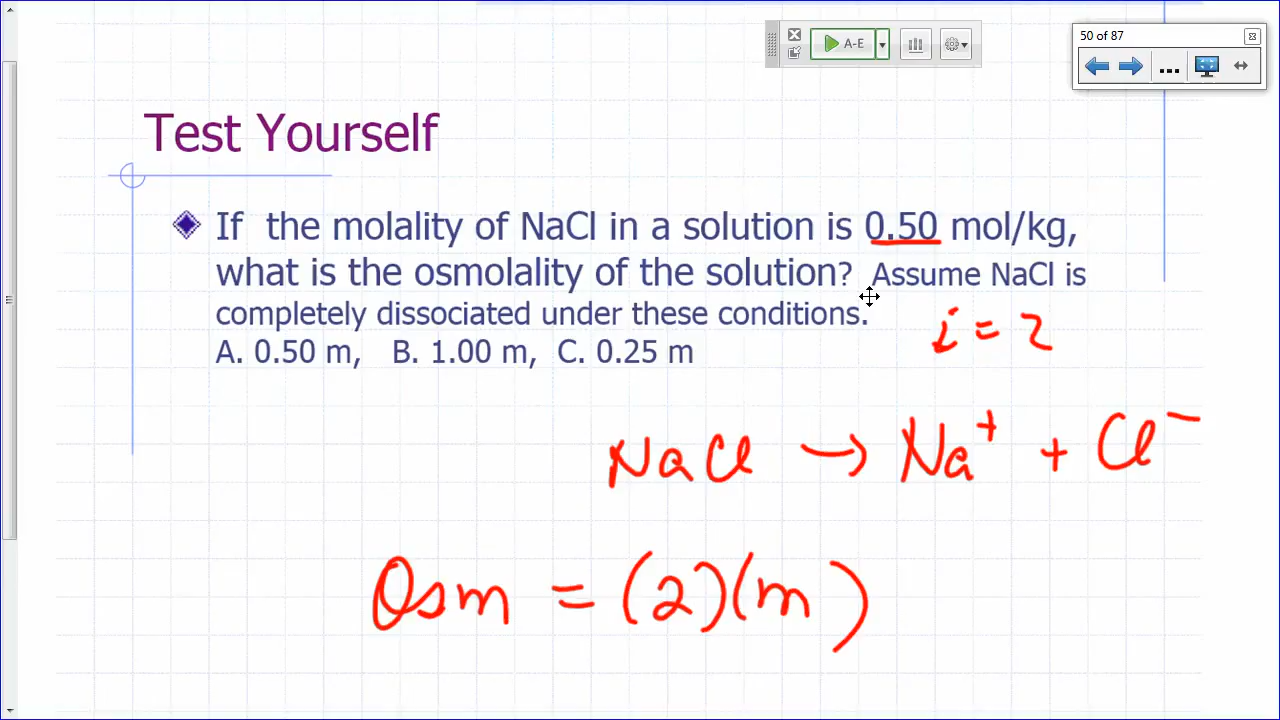 A-E
50 of 87
...
Test Yourself
If the molality of NaCl in a solution is 0.50 mol/kg,
what is the osmolality of the solution? Assume NaCl is
completely dissociated under these conditions.
i = 2
A. 0.50 m, B. 1.00 m, C. 0.25 m
NaCl → Na⁺ + Cl⁻
Osm = (2)(m)